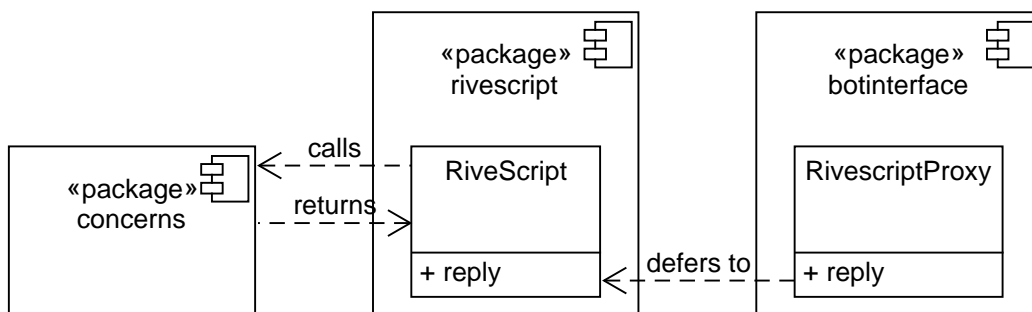 «package»
rivescript
«package»
botinterface
«package»
concerns
calls
returns
RiveScript
+ reply
defers to
RivescriptProxy
+ reply